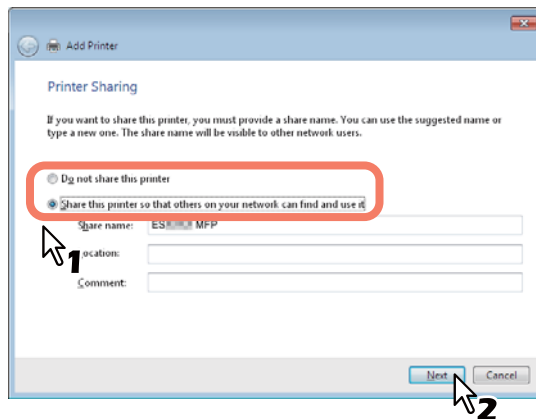 Add Printer
Printer Sharing
If you want to share this printer, you must provide a share name. You can use the suggested name or
type a new one. The share name will be visible to other network users.
Do not share this printer
Share this printer so that others on your network can find and use it
Share name: ES MFP
1
ocation:
Comment:
Next Cancel
2